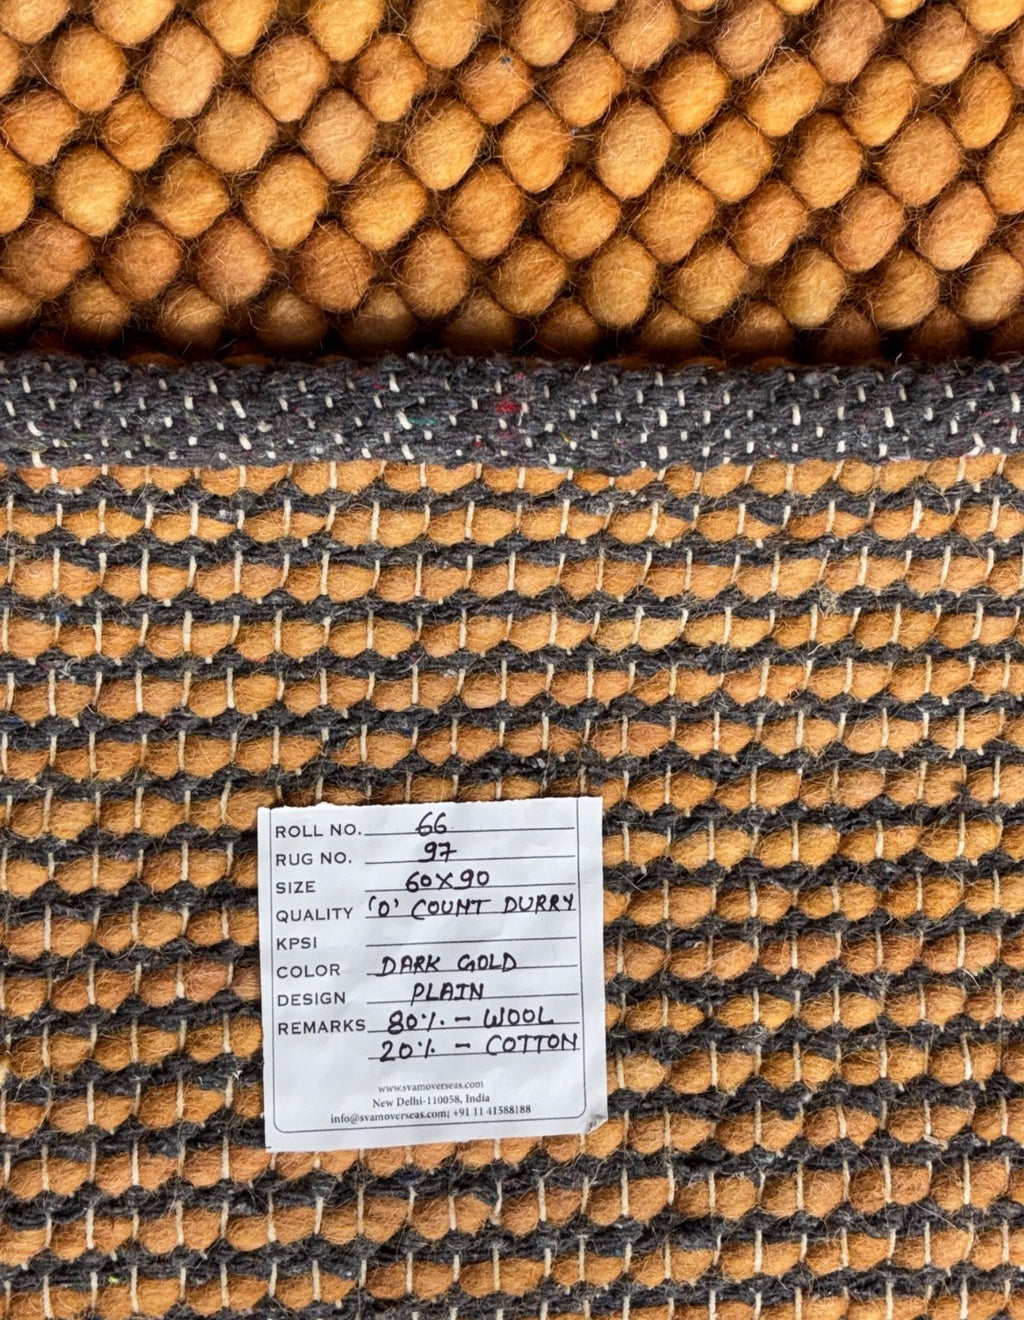 ROLL NO. 66
RUG NO. 97
SIZE 60X90
QUALITY 'O' COUNT DURRY
KPSI
COLOR DARK GOLD
DESIGN PLAIN
REMARKS 80% - WOOL
20% - COTTON
www.svamoverseas.com
New Delhi-110058, India
info@svamoverseas.com; +91 11 41588188